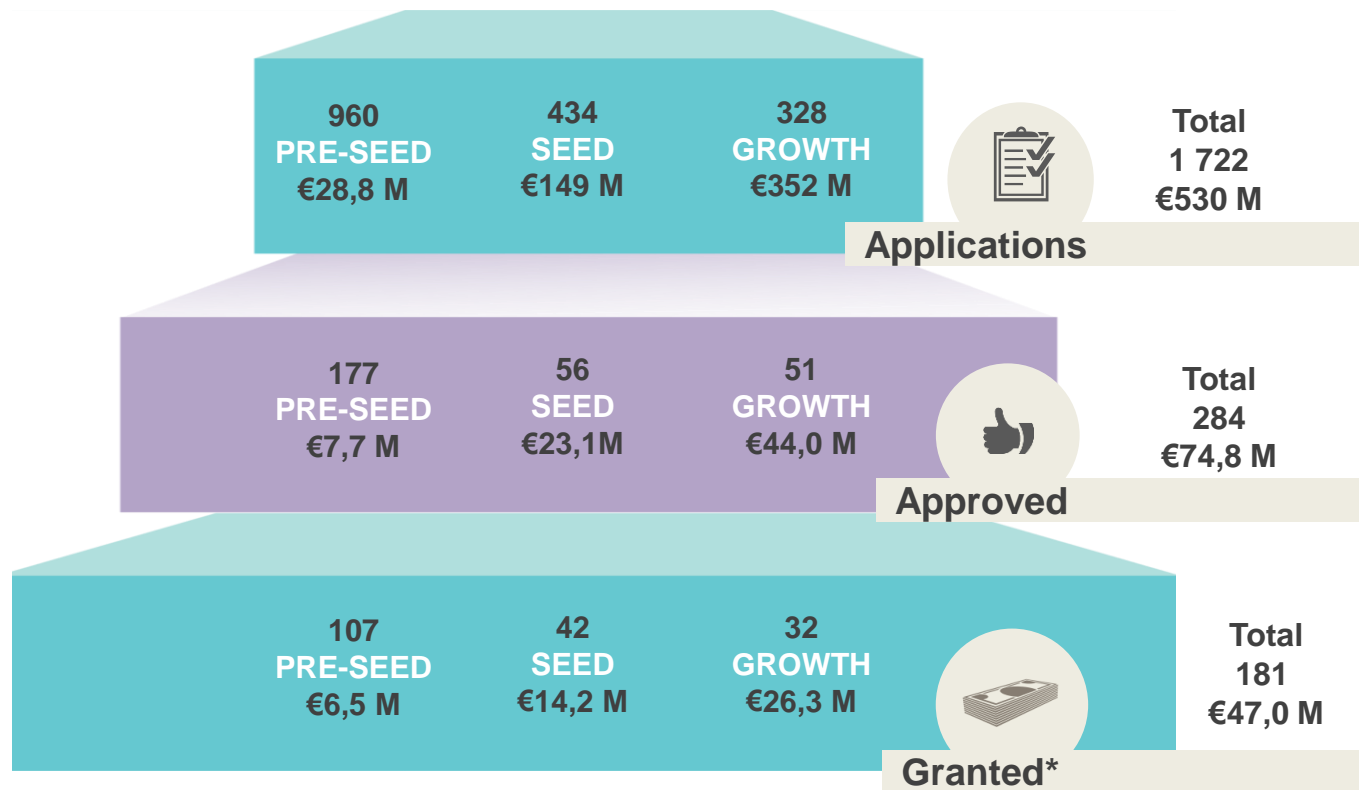 960
PRE-SEED
€28,8 M
434
SEED
€149 M
328
GROWTH
€352 M
Total
1 722
€530 M
Applications
177
PRE-SEED
€7,7 M
56
SEED
€23,1M
51
GROWTH
€44,0 M
Total
284
€74,8 M
Approved
107
PRE-SEED
€6,5 M
42
SEED
€14,2 M
32
GROWTH
€26,3 M
Total
181
€47,0 M
Granted*